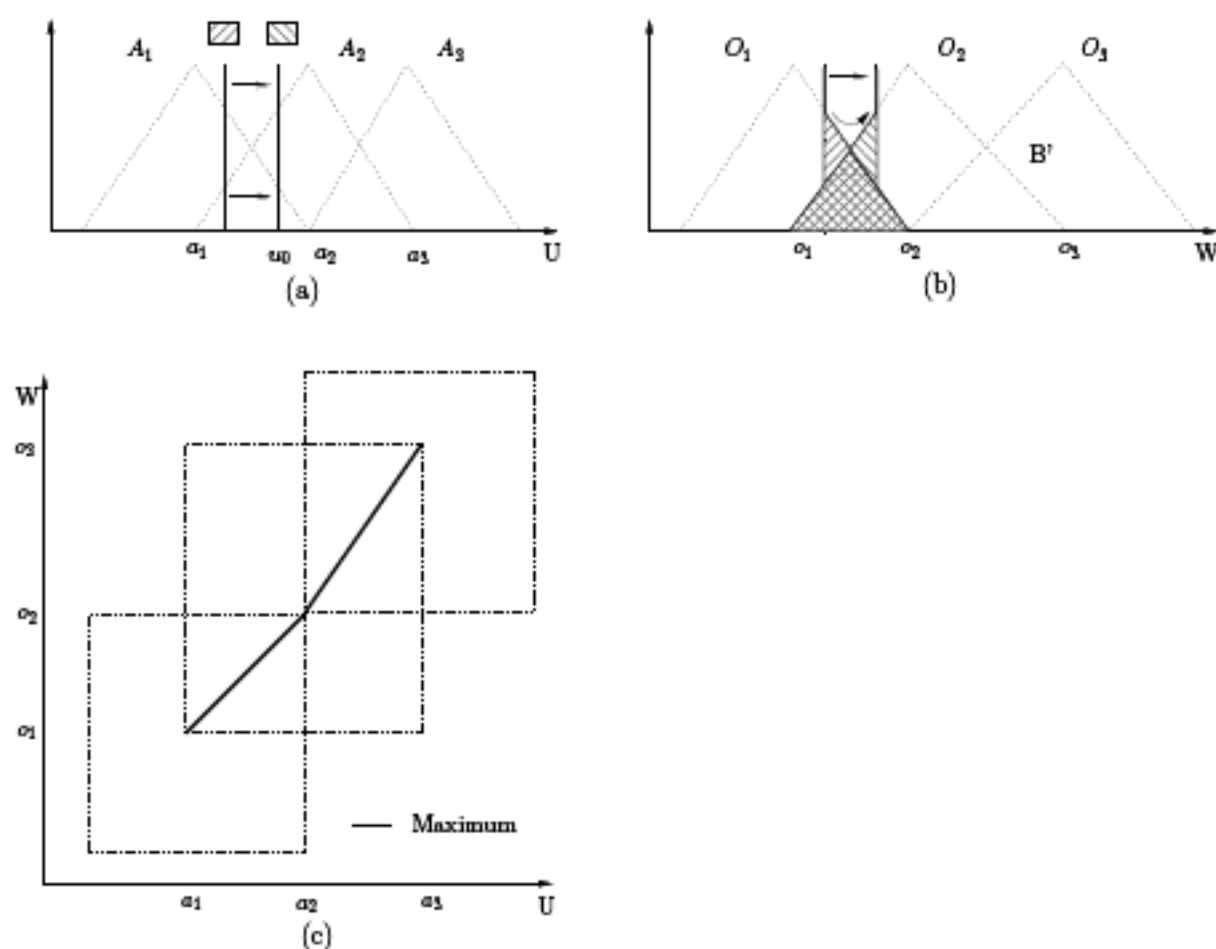 A₁ A₂ A₃
a₁ u₀ a₂ a₃ U
(a)
O₁ O₂ O₃
B'
o₁ o₂ o₃ W
(b)
W
o₃
o₂
o₁
Maximum
a₁ a₂ a₃ U
(c)